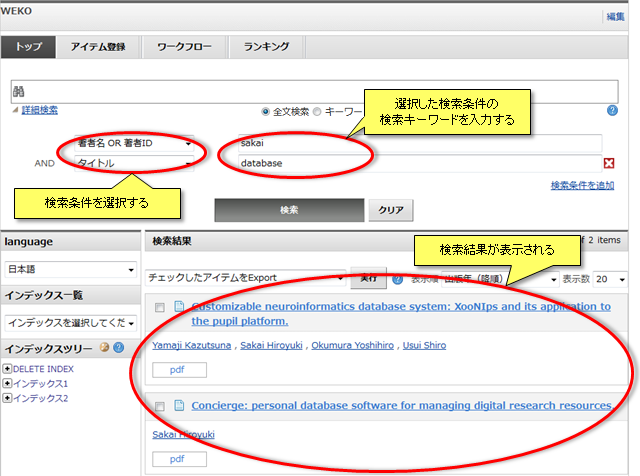 WEKO
編集
トップ アイテム登録 ワークフロー ランキング
詳細検索
全文検索 キーワー
選択した検索条件の
検索キーワードを入力する
著者名 OR 著者ID sakai
AND タイトル database
検索条件を追加
検索条件を選択する
検索 クリア
language
日本語
インデックス一覧
インデックスを選択してくだ
インデックスツリー
DELETE INDEX
インデックス1
インデックス2
検索結果
of 2 items
検索結果が表示される
チェックしたアイテムをExport 実行 表示順 出版年（降順） 表示数 20
Customizable neuroinformatics database system: XooNIps and its application to
the pupil platform.
Yamaji Kazutsuna , Sakai Hiroyuki , Okumura Yoshihiro , Usui Shiro
pdf
Concierge: personal database software for managing digital research resources.
Sakai Hiroyuki
pdf